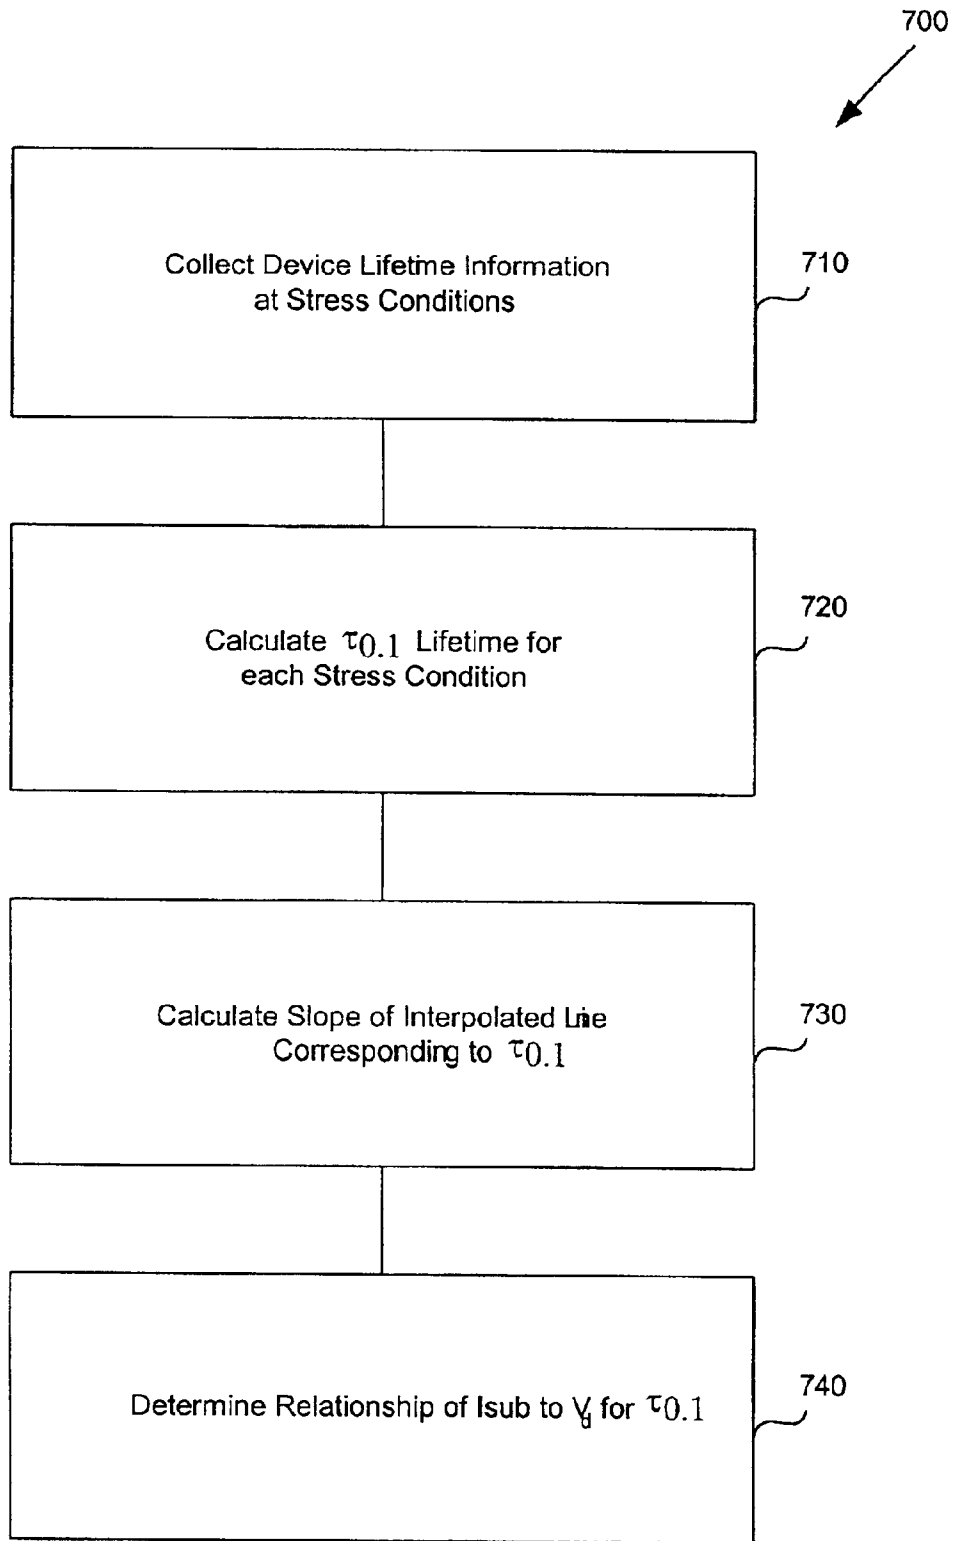 700
Collect Device Lifetime Information
at Stress Conditions
710
Calculate τ0.1 Lifetime for
each Stress Condition
720
Calculate Slope of Interpolated Line
Corresponding to τ0.1
730
Determine Relationship of Isub to Vd for τ0.1
740